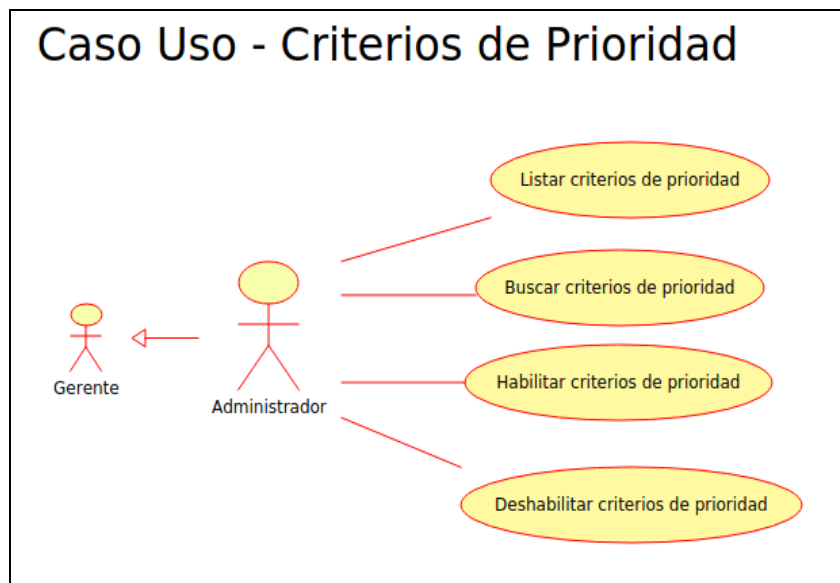 Caso Uso - Criterios de Prioridad
Listar criterios de prioridad
Buscar criterios de prioridad
Habilitar criterios de prioridad
Gerente
Administrador
Deshabilitar criterios de prioridad